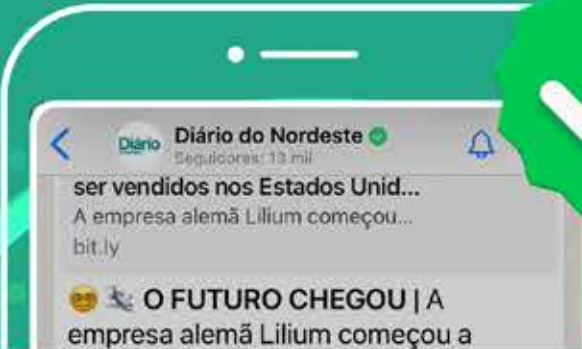 Diário
Diário do Nordeste
Seguidores: 13 mil
ser vendidos nos Estados Unid...
A empresa alemã Lilium começou...
bit.ly
O FUTURO CHEGOU | A
empresa alemã Lilium começou a